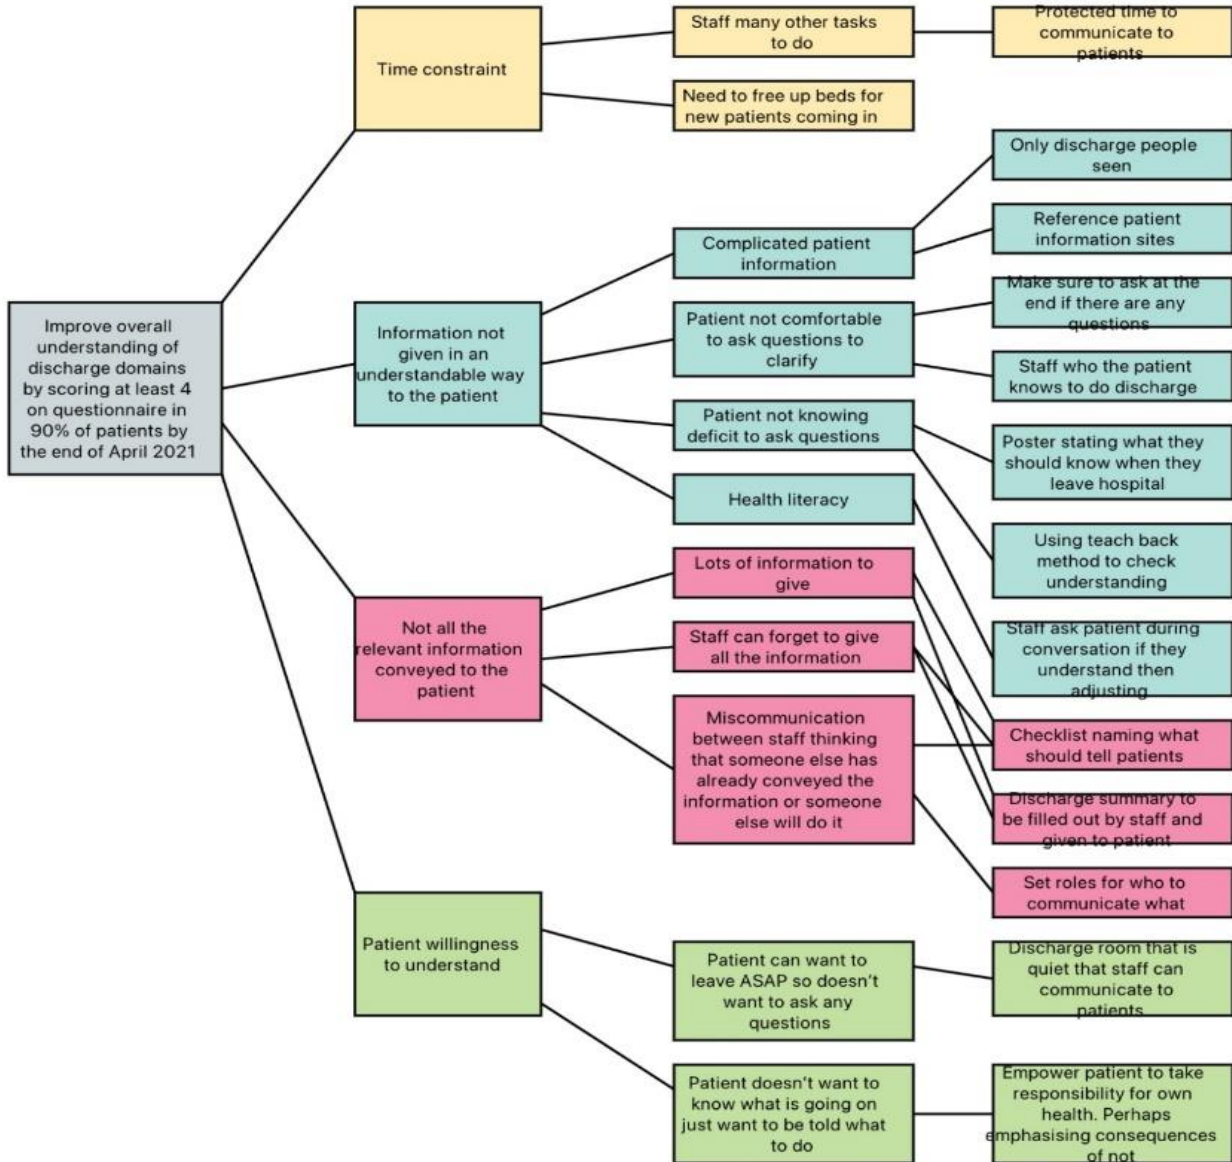 Improve overall
understanding of
discharge domains
by scoring at least 4
on questionnaire in
90% of patients by
the end of April 2021
Time constraint
Information not
given in an
understandable way
to the patient
Not all the
relevant information
conveyed to the
patient
Patient willingness
to understand
Staff many other tasks
to do
Need to free up beds for
new patients coming in
Complicated patient
information
Patient not comfortable
to ask questions to
clarify
Patient not knowing
deficit to ask questions
Health literacy
Lots of information to
give
Staff can forget to give
all the information
Miscommunication
between staff thinking
that someone else has
already conveyed the
information or someone
else will do it
Patient can want to
leave ASAP so doesn't
want to ask any
questions
Patient doesn't want to
know what is going on
just want to be told what
to do
Protected time to
communicate to
patients
Only discharge people
seen
Reference patient
information sites
Make sure to ask at the
end if there are any
questions
Staff who the patient
knows to do discharge
Poster stating what they
should know when they
leave hospital
Using teach back
method to check
understanding
Staff ask patient during
conversation if they
understand then
adjusting
Checklist naming what
should tell patients
Discharge summary to
be filled out by staff and
given to patient
Set roles for who to
communicate what
Discharge room that is
quiet that staff can
communicate to
patients
Empower patient to take
responsibility for own
health. Perhaps
emphasising consequences
of not